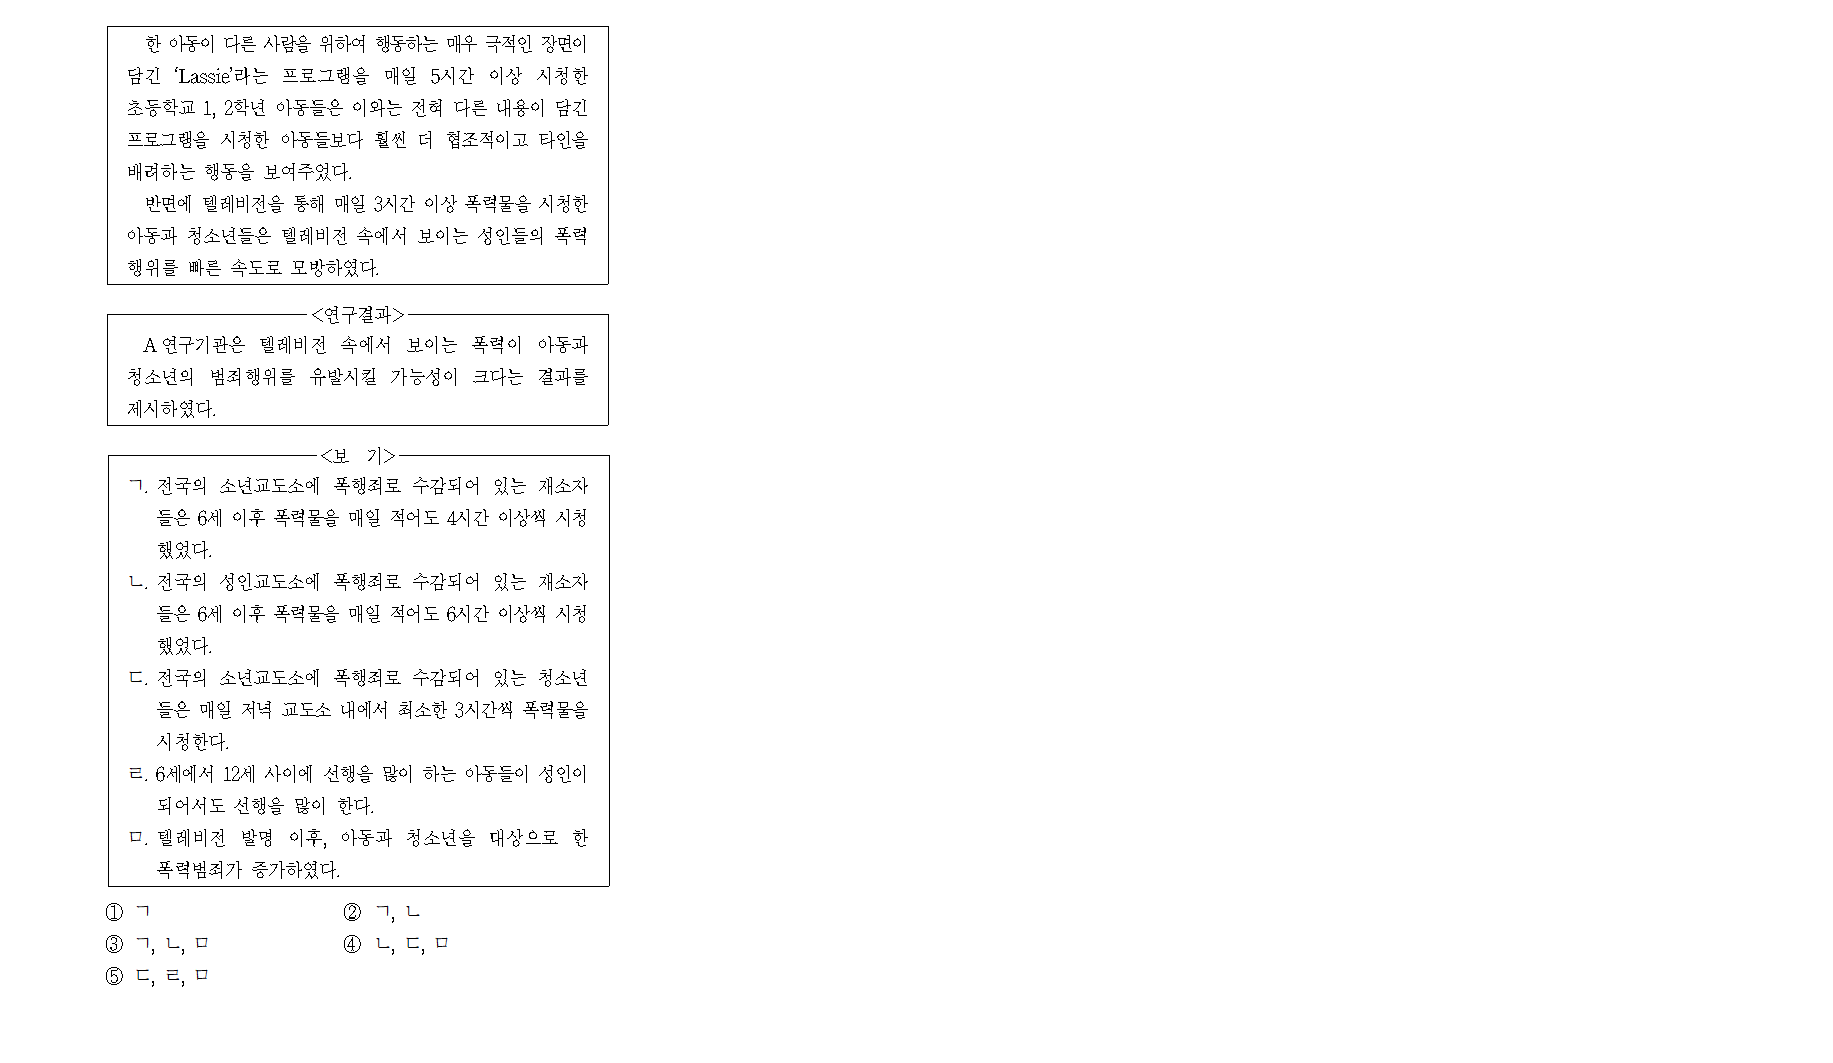 한 아동이 다른 사람을 위하여 행동하는 매우 극적인 장면이
담긴 ‘Lassie’라는 프로그램을 매일 5시간 이상 시청한
초등학교 1, 2학년 아동들은 이와는 전혀 다른 내용이 담긴
프로그램을 시청한 아동들보다 훨씬 더 협조적이고 타인을
배려하는 행동을 보여주었다.
반면에 텔레비전을 통해 매일 3시간 이상 폭력물을 시청한
아동과 청소년들은 텔레비전 속에서 보이는 성인들의 폭력
행위를 빠른 속도로 모방하였다.
<연구결과>
A 연구기관은 텔레비전 속에서 보이는 폭력이 아동과
청소년의 범죄행위를 유발시킬 가능성이 크다는 결과를
제시하였다.
<보 기>
ㄱ. 전국의 소년교도소에 폭행죄로 수감되어 있는 재소자
들은 6세 이후 폭력물을 매일 적어도 4시간 이상씩 시청
했었다.
ㄴ. 전국의 성인교도소에 폭행죄로 수감되어 있는 재소자
들은 6세 이후 폭력물을 매일 적어도 6시간 이상씩 시청
했었다.
ㄷ. 전국의 소년교도소에 폭행죄로 수감되어 있는 청소년
들은 매일 저녁 교도소 내에서 최소한 3시간씩 폭력물을
시청한다.
ㄹ. 6세에서 12세 사이에 선행을 많이 하는 아동들이 성인이
되어서도 선행을 많이 한다.
ㅁ. 텔레비전 발명 이후, 아동과 청소년을 대상으로 한
폭력범죄가 증가하였다.
① ㄱ ② ㄱ, ㄴ
③ ㄱ, ㄴ, ㅁ ④ ㄴ, ㄷ, ㅁ
⑤ ㄷ, ㄹ, ㅁ